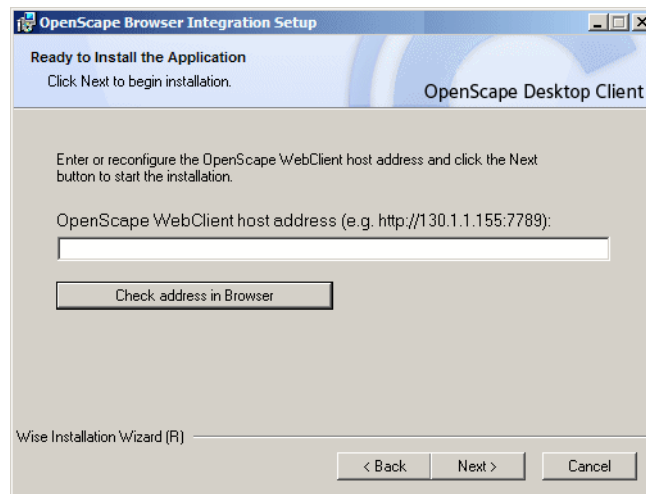 OpenScape Browser Integration Setup
Ready to Install the Application
Click Next to begin installation.
OpenScape Desktop Client
Enter or reconfigure the OpenScape WebClient host address and click the Next
button to start the installation.
OpenScape WebClient host address (e.g. http://130.1.1.155:7789):
Check address in Browser
Wise Installation Wizard (R)
< Back
Next >
Cancel